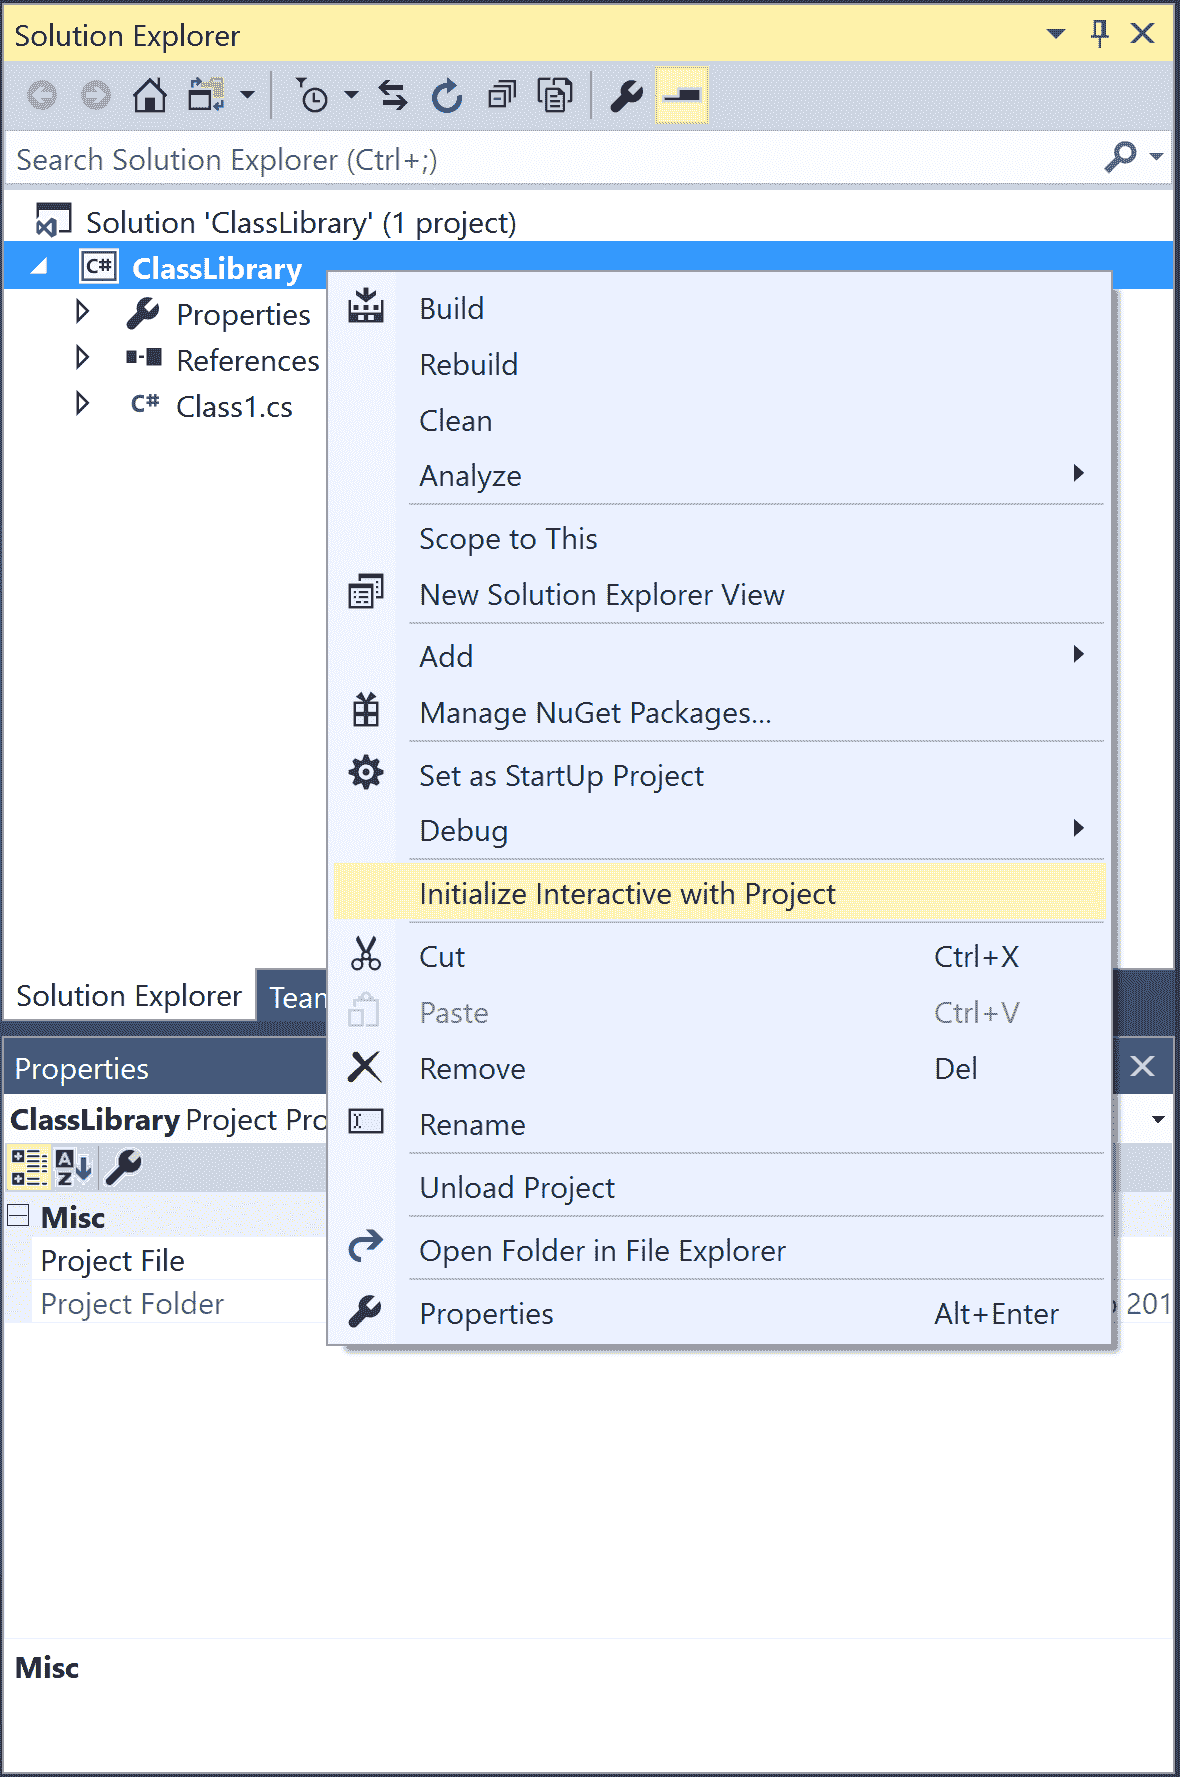 Solution Explorer
Search Solution Explorer (Ctrl+;)
Solution 'ClassLibrary' (1 project)
C# ClassLibrary
Properties
References
C# Class1.cs
Build
Rebuild
Clean
Analyze
Scope to This
New Solution Explorer View
Add
Manage NuGet Packages...
Set as StartUp Project
Debug
Initialize Interactive with Project
Cut Ctrl+X
Paste Ctrl+V
Remove Del
Rename
Unload Project
Open Folder in File Explorer
Properties Alt+Enter
Solution Explorer
Properties
ClassLibrary Project
Misc
Project File
Project Folder 201
Misc